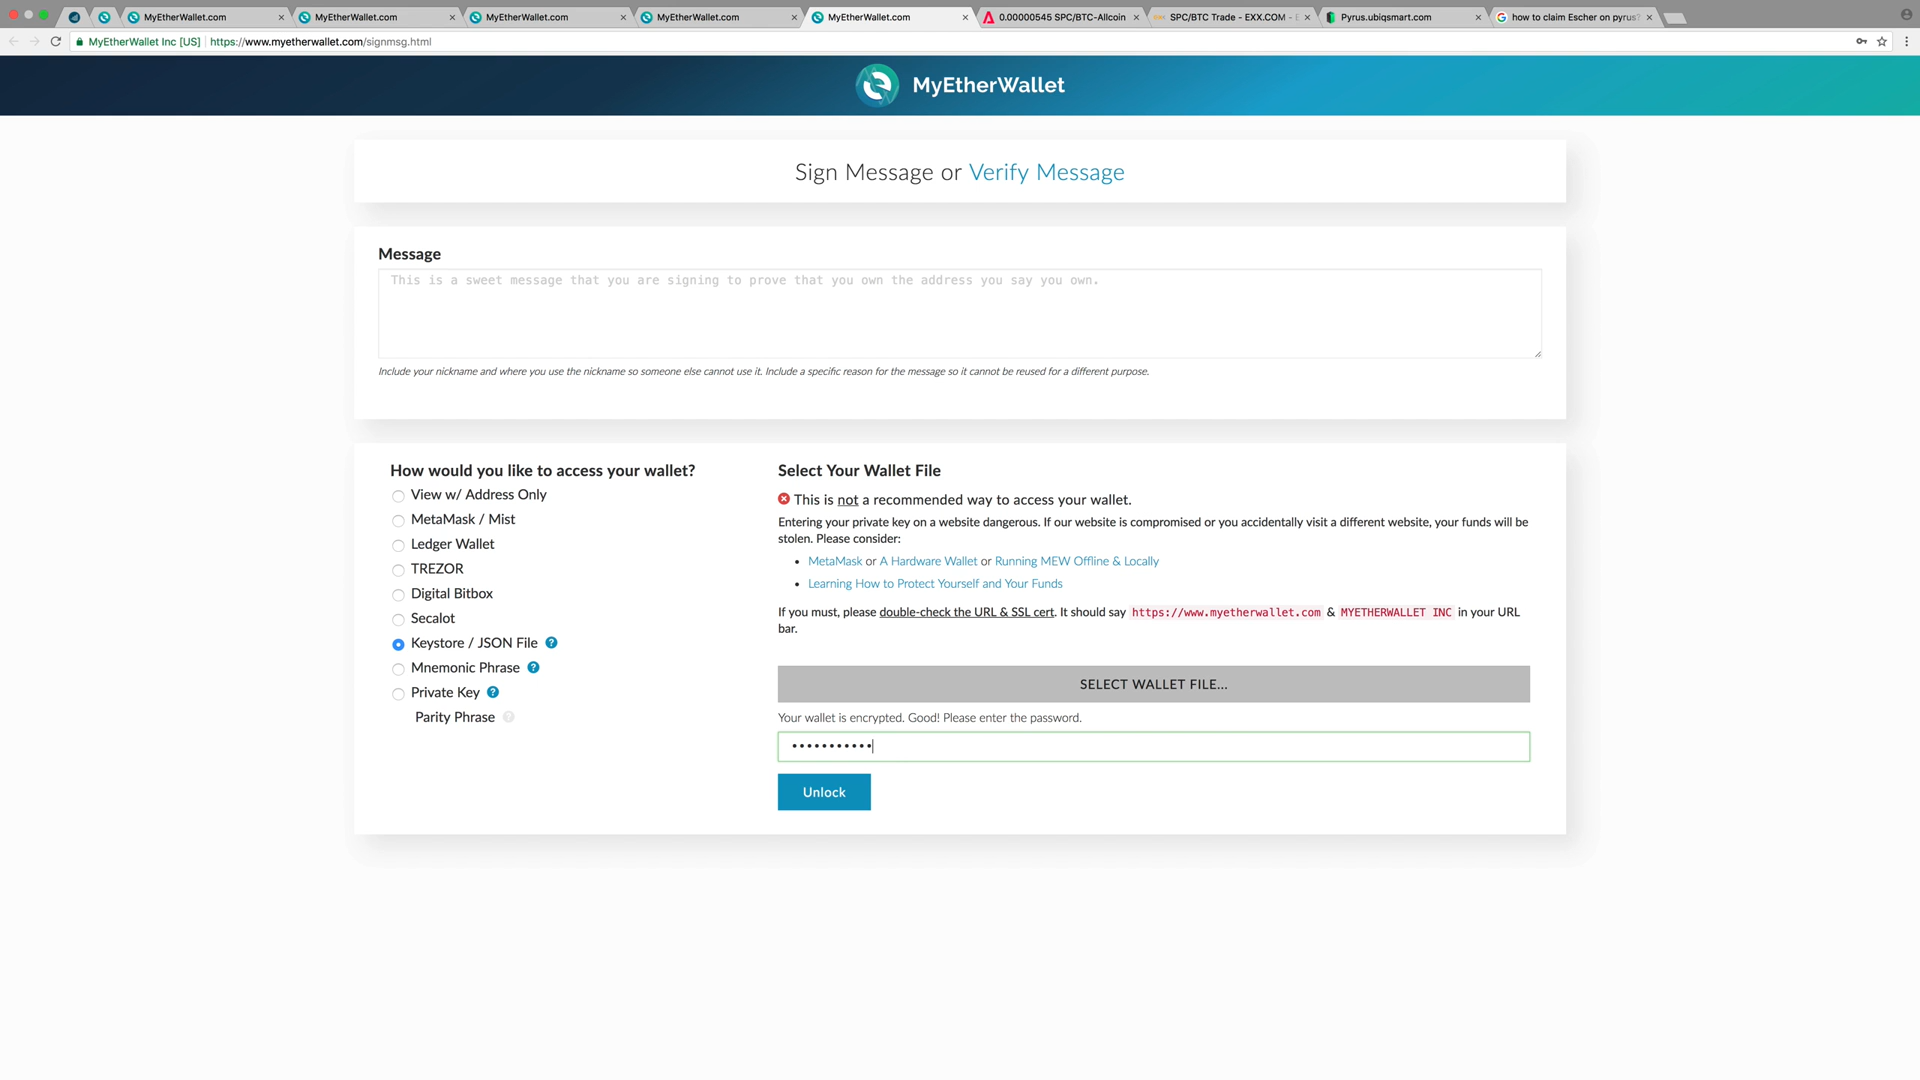 MyEtherWallet.com
MyEtherWallet.com
MyEtherWallet.com
MyEtherWallet.com
MyEtherWallet.com
0.00000545 SPC/BTC-Allcoin
SPC/BTC Trade - EXX.COM -
Pyrus.ubiqsmart.com
how to claim Escher on pyrus?
MyEtherWallet Inc [US] | https://www.myetherwallet.com/signmsg.html
MyEtherWallet
Sign Message or Verify Message
Message
This is a sweet message that you are signing to prove that you own the address you say you own.
Include your nickname and where you use the nickname so someone else cannot use it. Include a specific reason for the message so it cannot be reused for a different purpose.
How would you like to access your wallet?
View w/ Address Only
MetaMask / Mist
Ledger Wallet
TREZOR
Digital Bitbox
Secalot
Keystore / JSON File ?
Mnemonic Phrase ?
Private Key ?
Parity Phrase ?
Select Your Wallet File
This is not a recommended way to access your wallet.
Entering your private key on a website dangerous. If our website is compromised or you accidentally visit a different website, your funds will be
stolen. Please consider:
• MetaMask or A Hardware Wallet or Running MEW Offline & Locally
• Learning How to Protect Yourself and Your Funds
If you must, please double-check the URL & SSL cert. It should say https://www.myetherwallet.com & MYETHERWALLET INC in your URL
bar.
SELECT WALLET FILE...
Your wallet is encrypted. Good! Please enter the password.
•••••••••••
Unlock